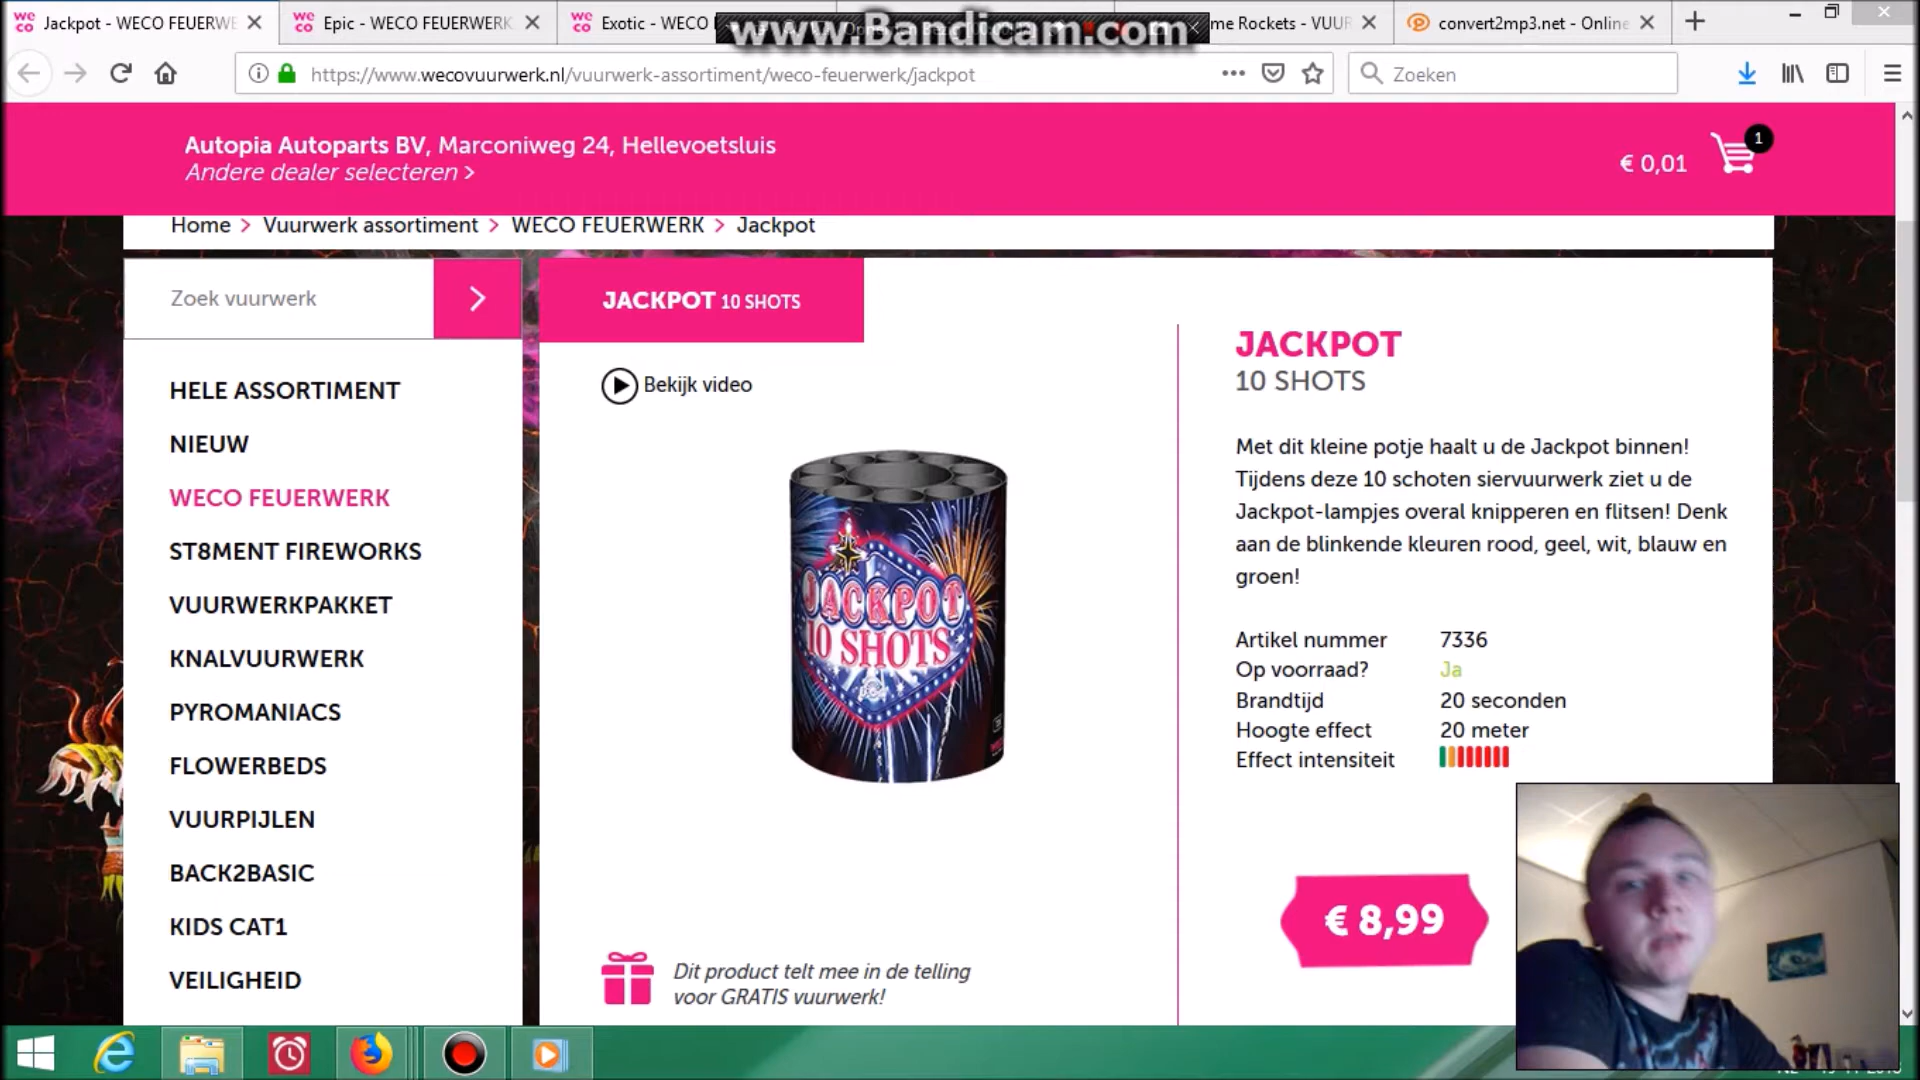 Jackpot - WECO FEUERWE
Epic - WECO FEUERWERK
Exotic - WECO
me Rockets - VUUR
convert2mp3.net - Online
www.Bandicam.com
https://www.wecovuurwerk.nl/vuurwerk-assortiment/weco-feuerwerk/jackpot
Zoeken
Autopia Autoparts BV, Marconiweg 24, Hellevoetsluis
Andere dealer selecteren >
€ 0,01
1
Home > Vuurwerk assortiment > WECO FEUERWERK > Jackpot
Zoek vuurwerk
HELE ASSORTIMENT
NIEUW
WECO FEUERWERK
ST8MENT FIREWORKS
VUURWERKPAKKET
KNALVUURWERK
PYROMANIACS
FLOWERBEDS
VUURPIJLEN
BACK2BASIC
KIDS CAT1
VEILIGHEID
JACKPOT 10 SHOTS
Bekijk video
JACKPOT
10 SHOTS
Dit product telt mee in de telling
voor GRATIS vuurwerk!
JACKPOT
10 SHOTS
Met dit kleine potje haalt u de Jackpot binnen!
Tijdens deze 10 schoten siervuurwerk ziet u de
Jackpot-lampjes overal knipperen en flitsen! Denk
aan de blinkende kleuren rood, geel, wit, blauw en
groen!
Artikel nummer 7336
Op voorraad? Ja
Brandtijd 20 seconden
Hoogte effect 20 meter
Effect intensiteit
€ 8,99